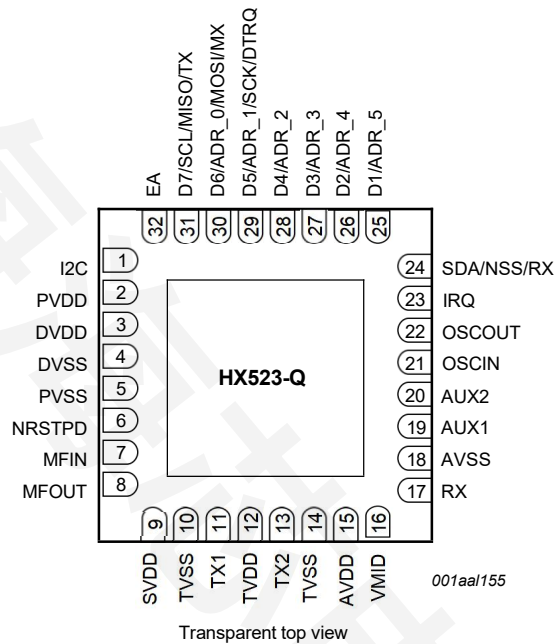 D7/SCL/MISO/TX
D6/ADR_0/MOSI/MX
D5/ADR_1/SCK/DTRQ
D4/ADR_2
D3/ADR_3
D2/ADR_4
D1/ADR_5
EA
32
31
30
29
28
27
26
25
I2C 1
PVDD 2
DVDD 3
DVSS 4
PVSS 5
NRSTPD 6
MFIN 7
MFOUT 8
HX523-Q
24 SDA/NSS/RX
23 IRQ
22 OSCOUT
21 OSCIN
20 AUX2
19 AUX1
18 AVSS
17 RX
9
10
11
12
13
14
15
16
SVDD
TVSS
TX1
TVDD
TX2
TVSS
AVDD
VMID
001aal155
Transparent top view